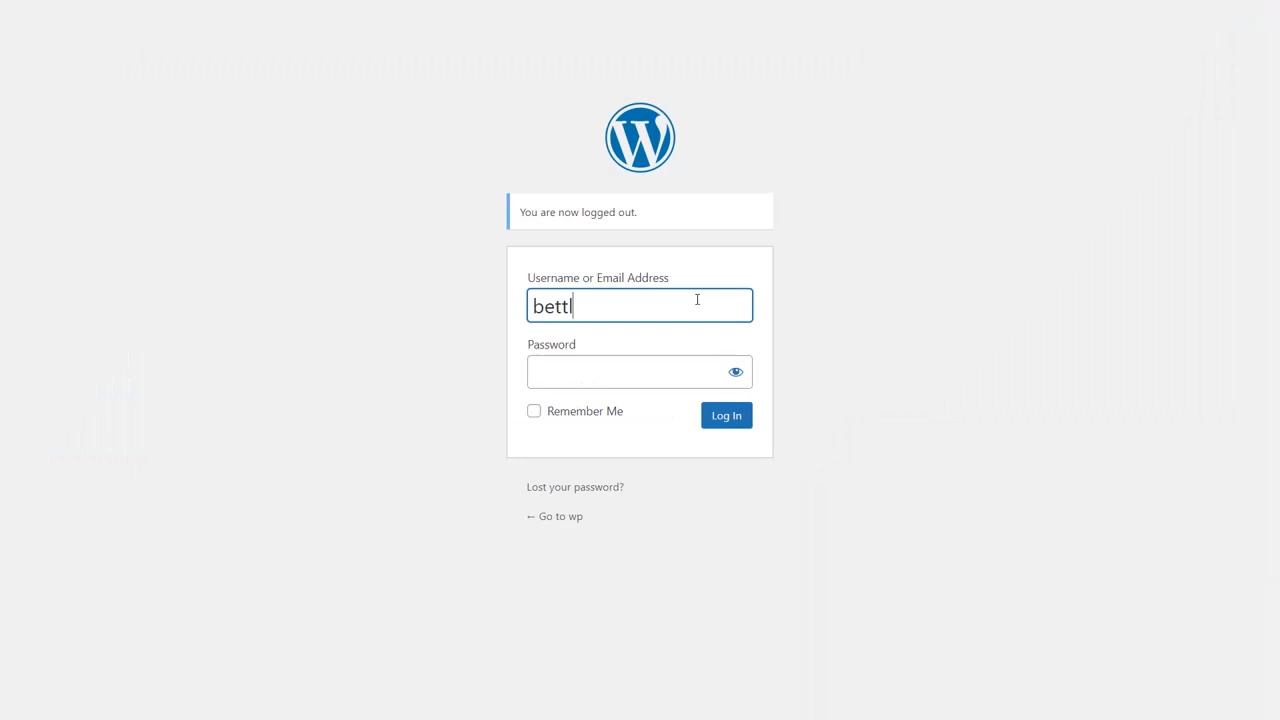 You are now logged out.
Username or Email Address
bettl
Password
Remember Me
Log In
Lost your password?
← Go to wp